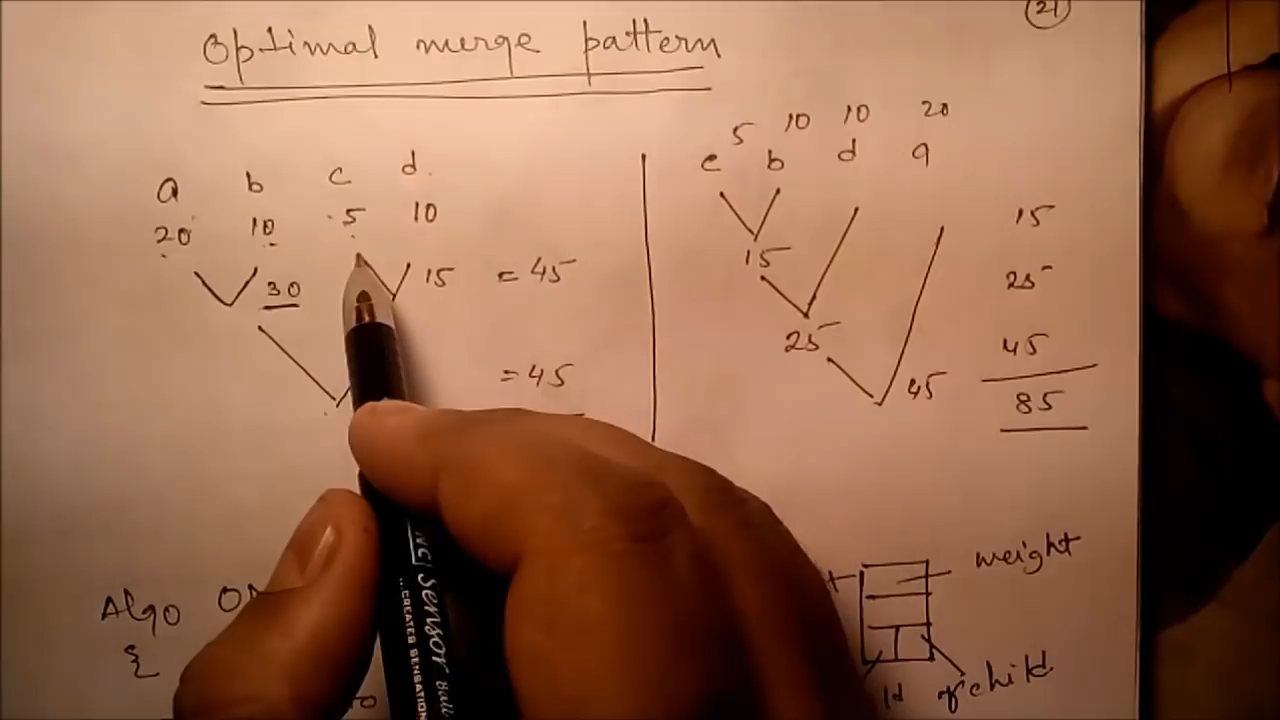 21
Optimal merge pattern
a b c d
20 10 5 10
30 15 = 45
= 45
5 10 10 20
c b d a
15
25
45
15
25
45
85
Algo
{
weight
child
Sensor
...CREATES SENSATION